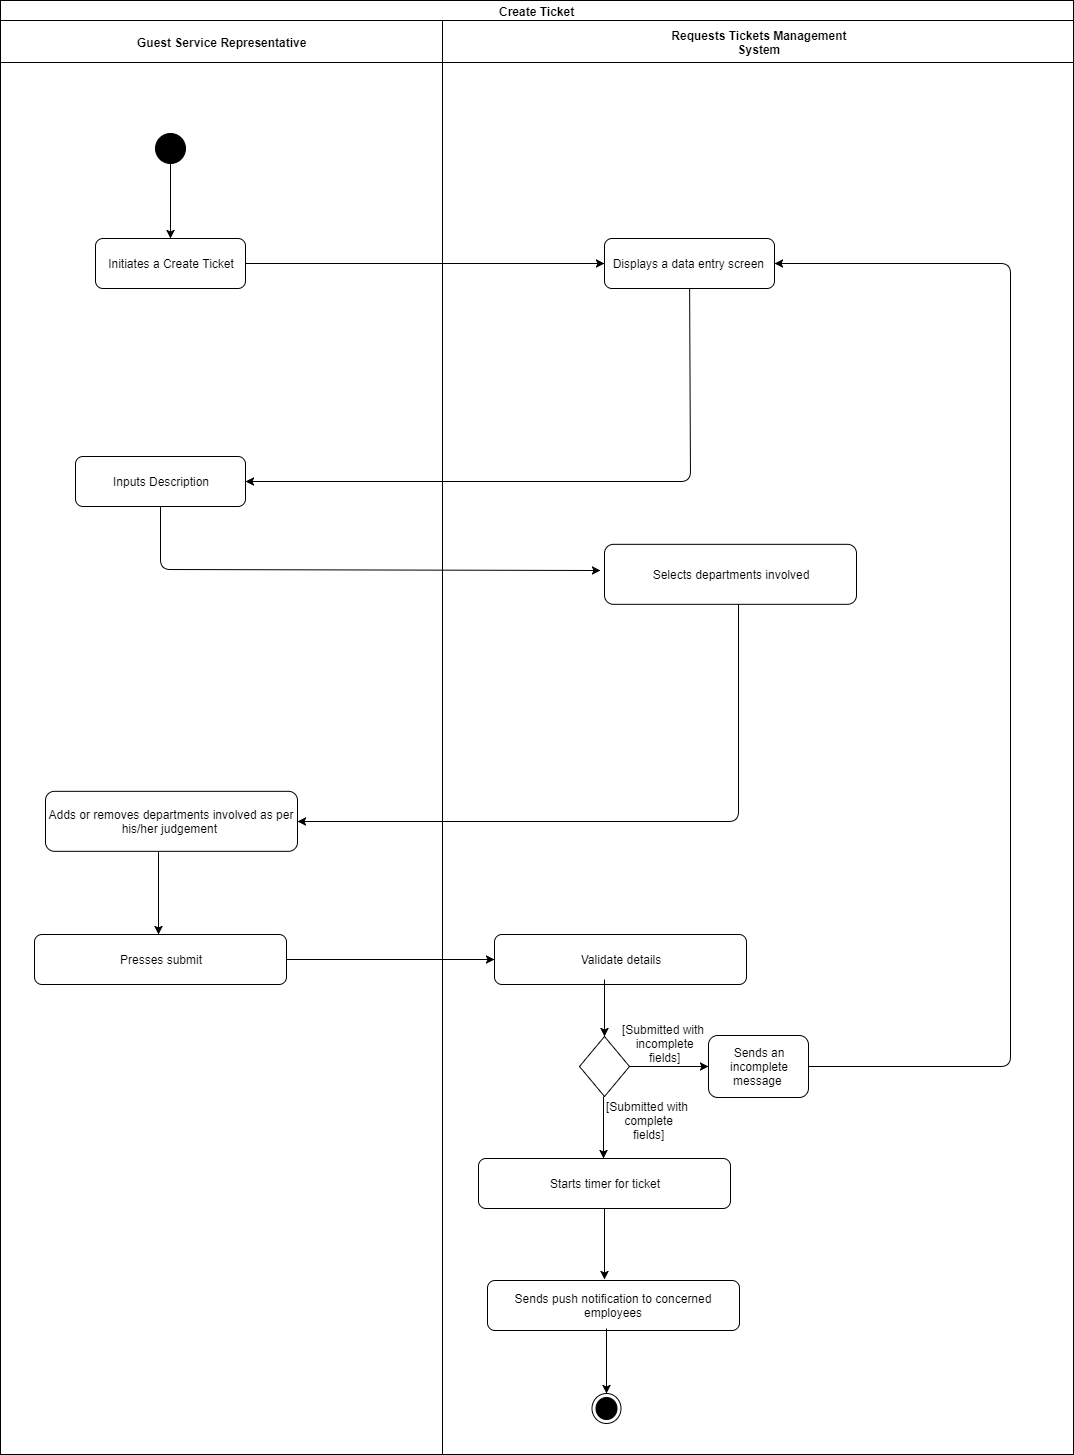 Create Ticket
Guest Service Representative
Requests Tickets Management
System
Initiates a Create Ticket
Displays a data entry screen
Inputs Description
Selects departments involved
Adds or removes departments involved as per
his/her judgement
Presses submit
Validate details
[Submitted with
incomplete
fields]
Sends an
incomplete
message
[Submitted with
complete
fields]
Starts timer for ticket
Sends push notification to concerned
employees